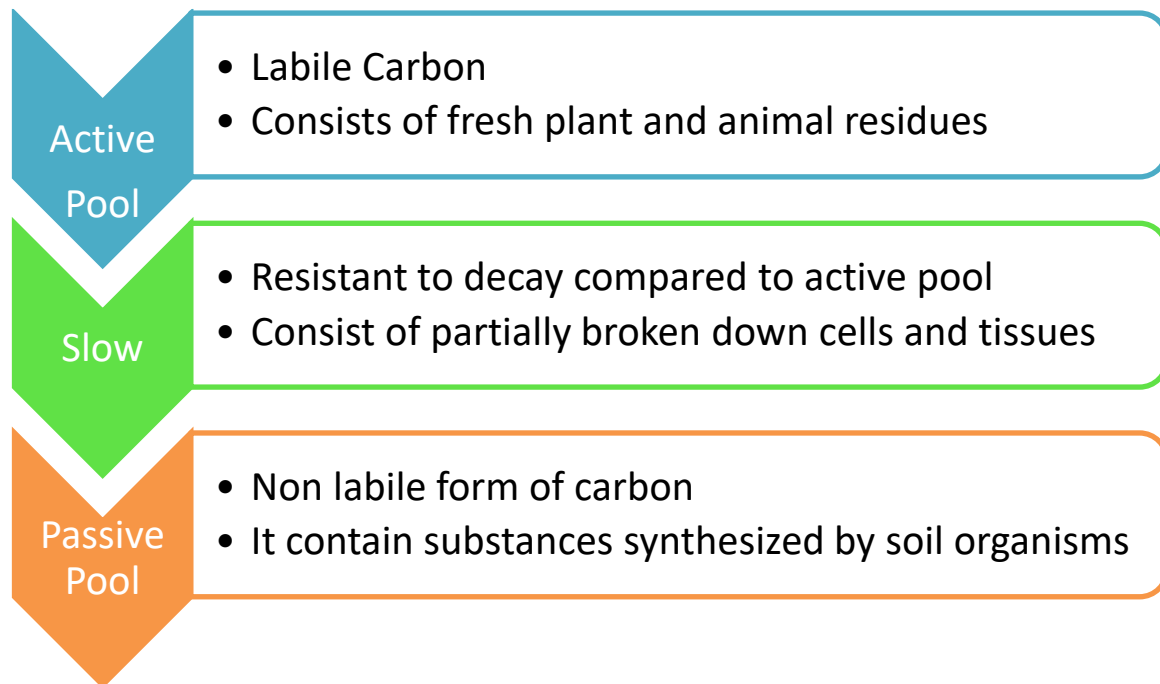 Active
Pool
• Labile Carbon
• Consists of fresh plant and animal residues
Slow
• Resistant to decay compared to active pool
• Consist of partially broken down cells and tissues
Passive
Pool
• Non labile form of carbon
• It contain substances synthesized by soil organisms